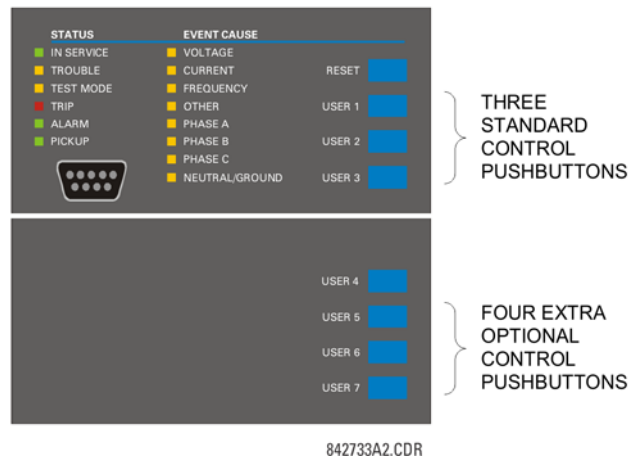 STATUS
IN SERVICE
TROUBLE
TEST MODE
TRIP
ALARM
PICKUP
EVENT CAUSE
VOLTAGE
CURRENT
FREQUENCY
OTHER
PHASE A
PHASE B
PHASE C
NEUTRAL/GROUND
RESET
USER 1
USER 2
USER 3
THREE
STANDARD
CONTROL
PUSHBUTTONS
USER 4
USER 5
USER 6
USER 7
FOUR EXTRA
OPTIONAL
CONTROL
PUSHBUTTONS
842733A2.CDR